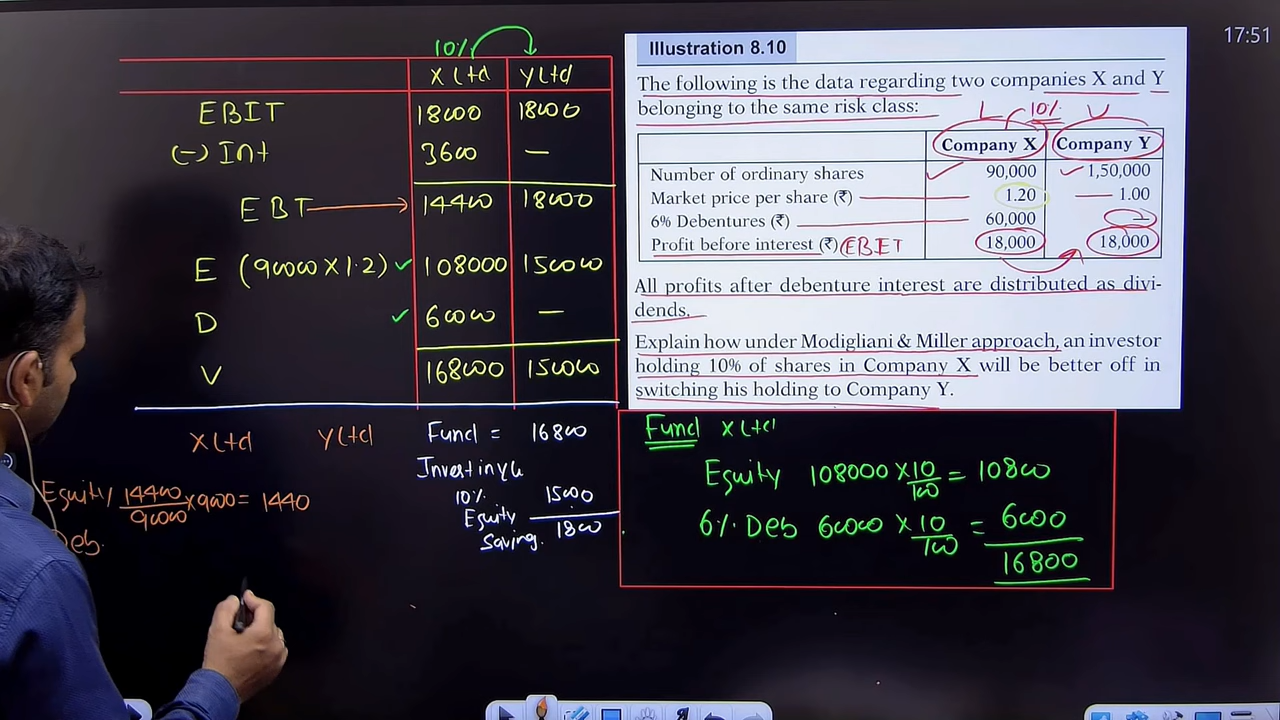 17:51
10%
X Ltd Y Ltd
EBIT 18000 18000
(-) Int 3600 —
EBT 14400 18000
E (90000 X 1.2) 108000 150000
D 60000 —
V 168000 150000
Illustration 8.10
The following is the data regarding two companies X and Y
belonging to the same risk class:
L 10% U
Company X Company Y
Number of ordinary shares 90,000 1,50,000
Market price per share (₹) 1.20 1.00
6% Debentures (₹) 60,000 –
Profit before interest (₹) EBIT 18,000 18,000
All profits after debenture interest are distributed as divi-
dends.
Explain how under Modigliani & Miller approach, an investor
holding 10% of shares in Company X will be better off in
switching his holding to Company Y.
X Ltd Y Ltd
Equity 14400/90000 x 9000 = 1440
Deb.
Fund = 16800
Invest in y
10% 15000
Equity
Saving. 1800
Fund X Ltd
Equity 108000 x 10/100 = 10800
6% Deb 60000 x 10/100 = 6000
16800